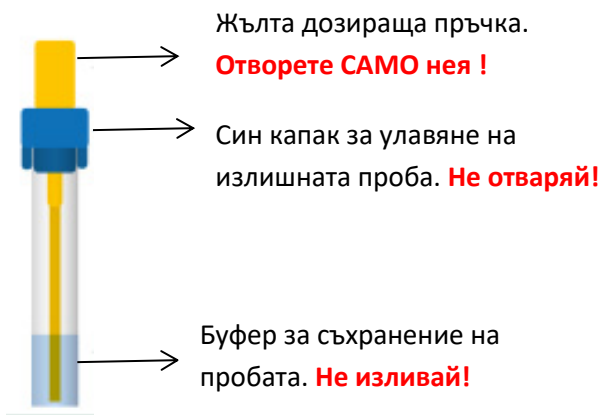 Жълта дозираща пръчка.
Отворете САМО нея !
Син капак за улавяне на
излишната проба. Не отваряй!
Буфер за съхранение на
пробата. Не изливай!